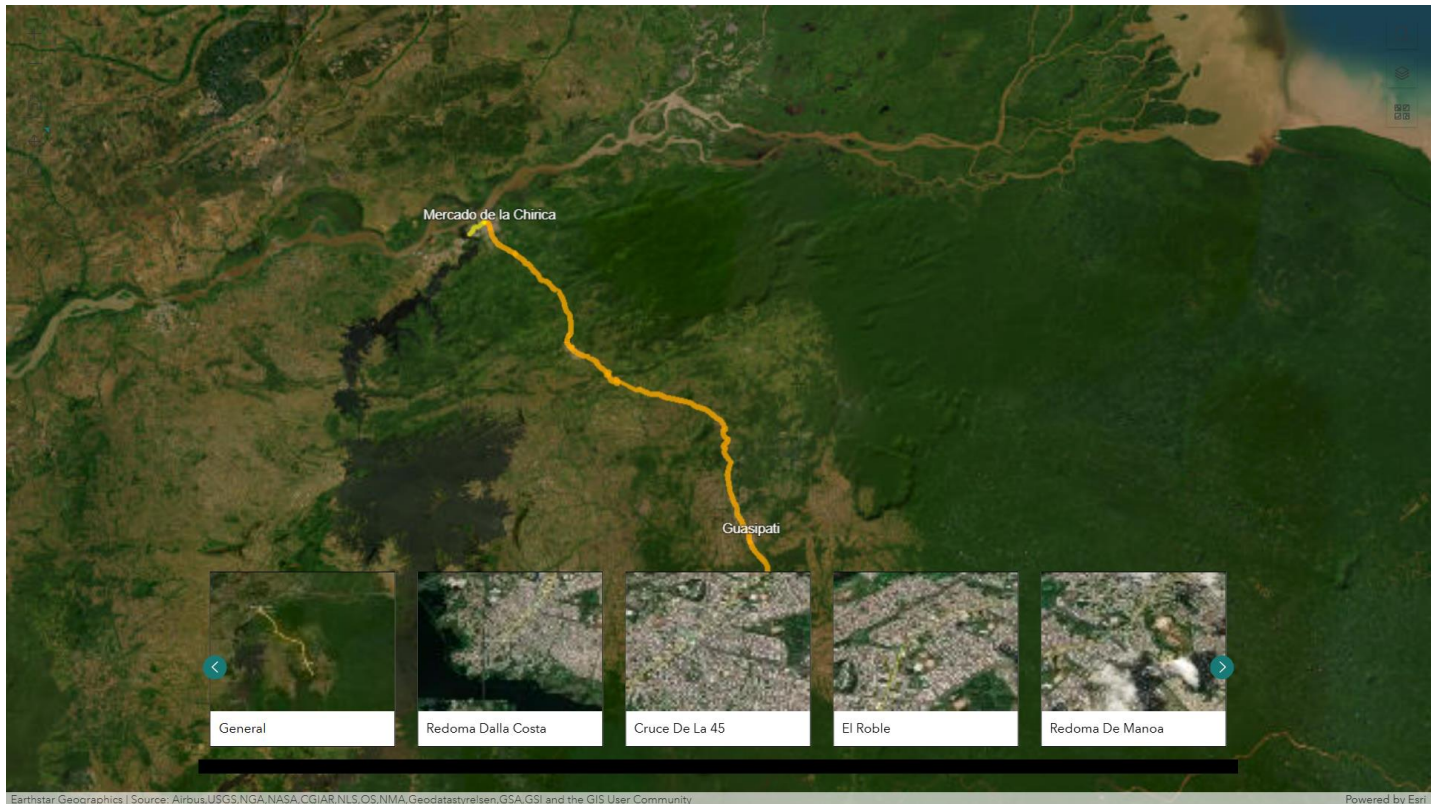 Mercado de la Chirica
Guasipati
General
Redoma Dalla Costa
Cruce De La 45
El Roble
Redoma De Manoa
Earthstar Geographics | Source: Airbus,USGS,NGA,NASA,CGIAR,NLS,OS,NMA,Geodatastyrelsen,GSA,GSI and the GIS User Community
Powered by Esri